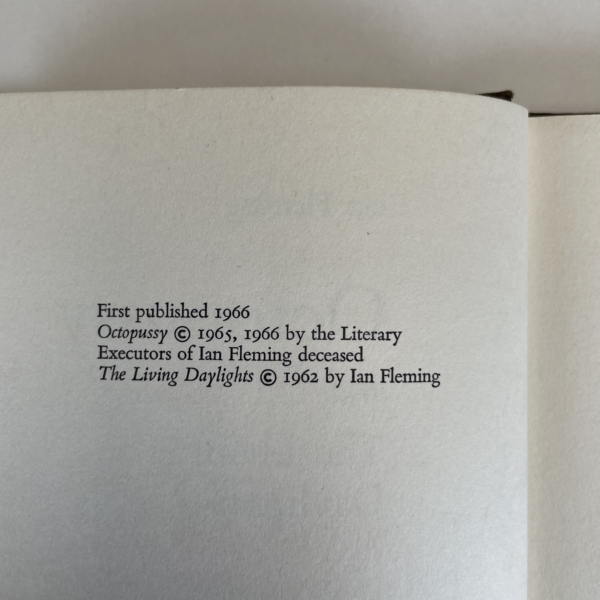 First published 1966
Octopussy © 1965, 1966 by the Literary
Executors of Ian Fleming deceased
The Living Daylights © 1962 by Ian Fleming